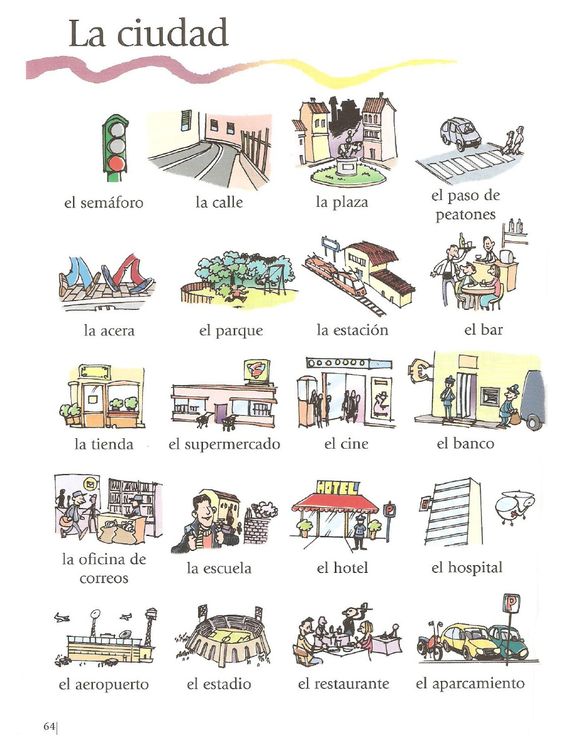 La ciudad
el semáforo
la calle
la plaza
el paso de
peatones
la acera
el parque
la estación
el bar
la tienda
el supermercado
el cine
el banco
HOTEL
P
la oficina de
correos
la escuela
el hotel
el hospital
P
el aeropuerto
el estadio
el restaurante
el aparcamiento
64